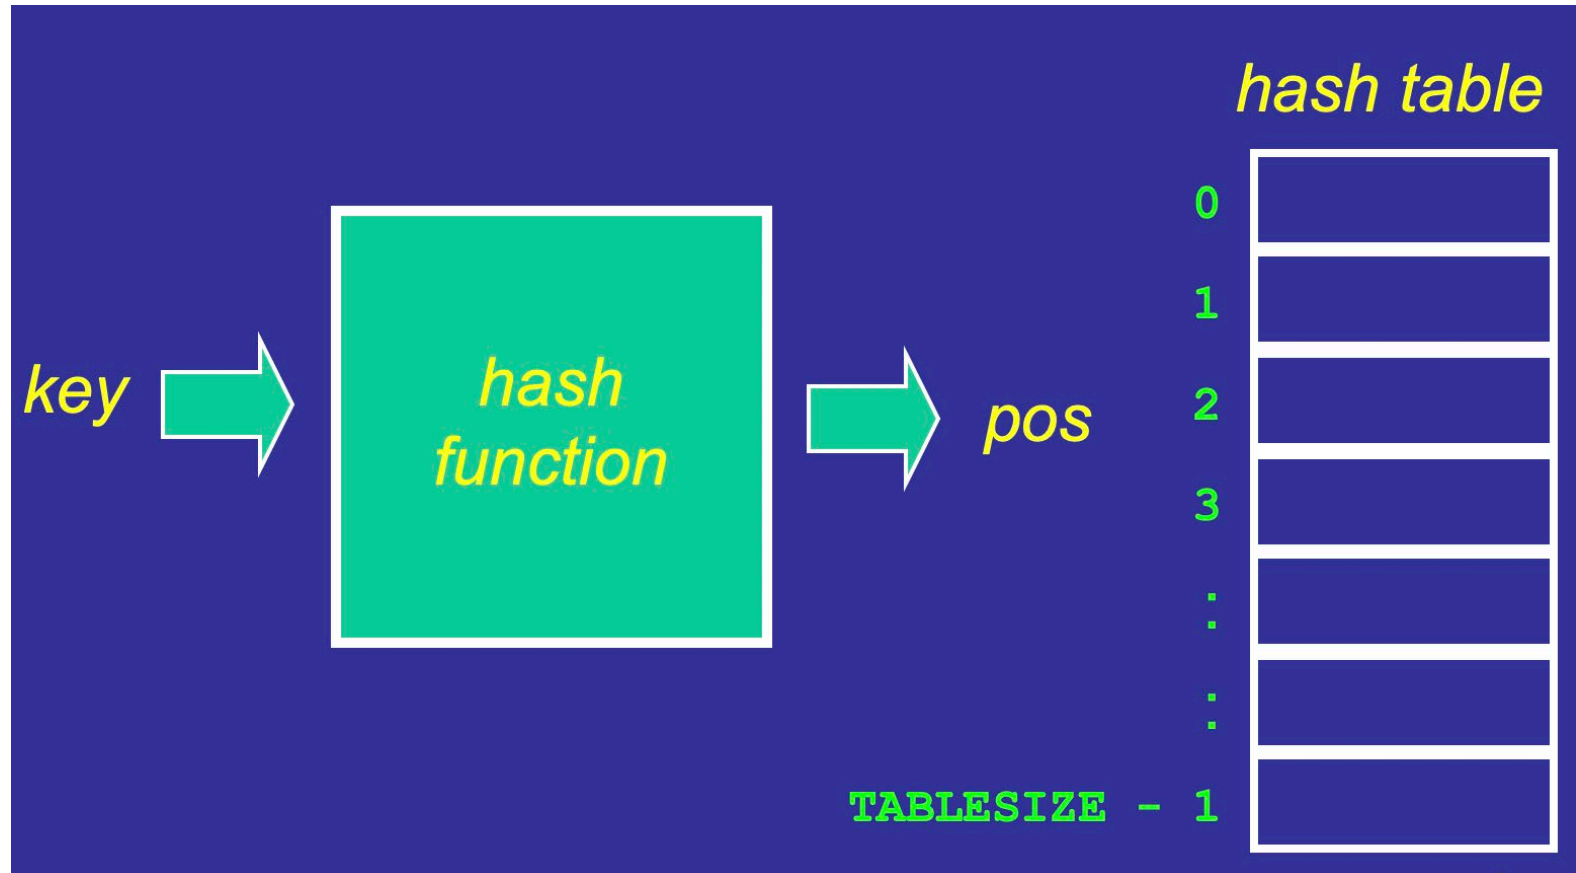 hash table
key
hash
function
pos
0
1
2
3
:
:
TABLESIZE - 1